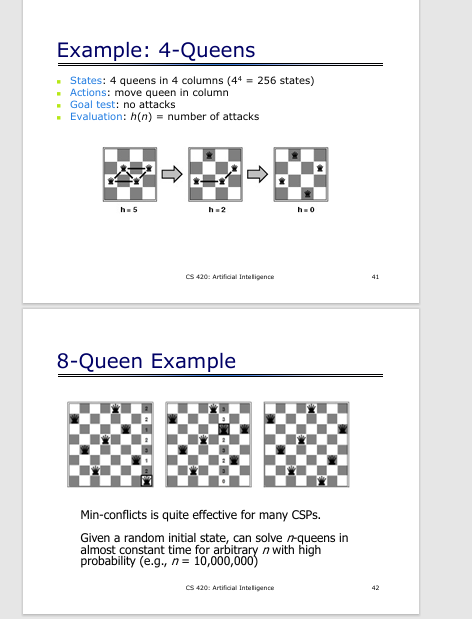 Example: 4-Queens
States: 4 queens in 4 columns (4⁴ = 256 states)
Actions: move queen in column
Goal test: no attacks
Evaluation: h(n) = number of attacks
h = 5
h = 2
h = 0
CS 420: Artificial Intelligence
41
8-Queen Example
Min-conflicts is quite effective for many CSPs.
Given a random initial state, can solve n-queens in
almost constant time for arbitrary n with high
probability (e.g., n = 10,000,000)
CS 420: Artificial Intelligence
42